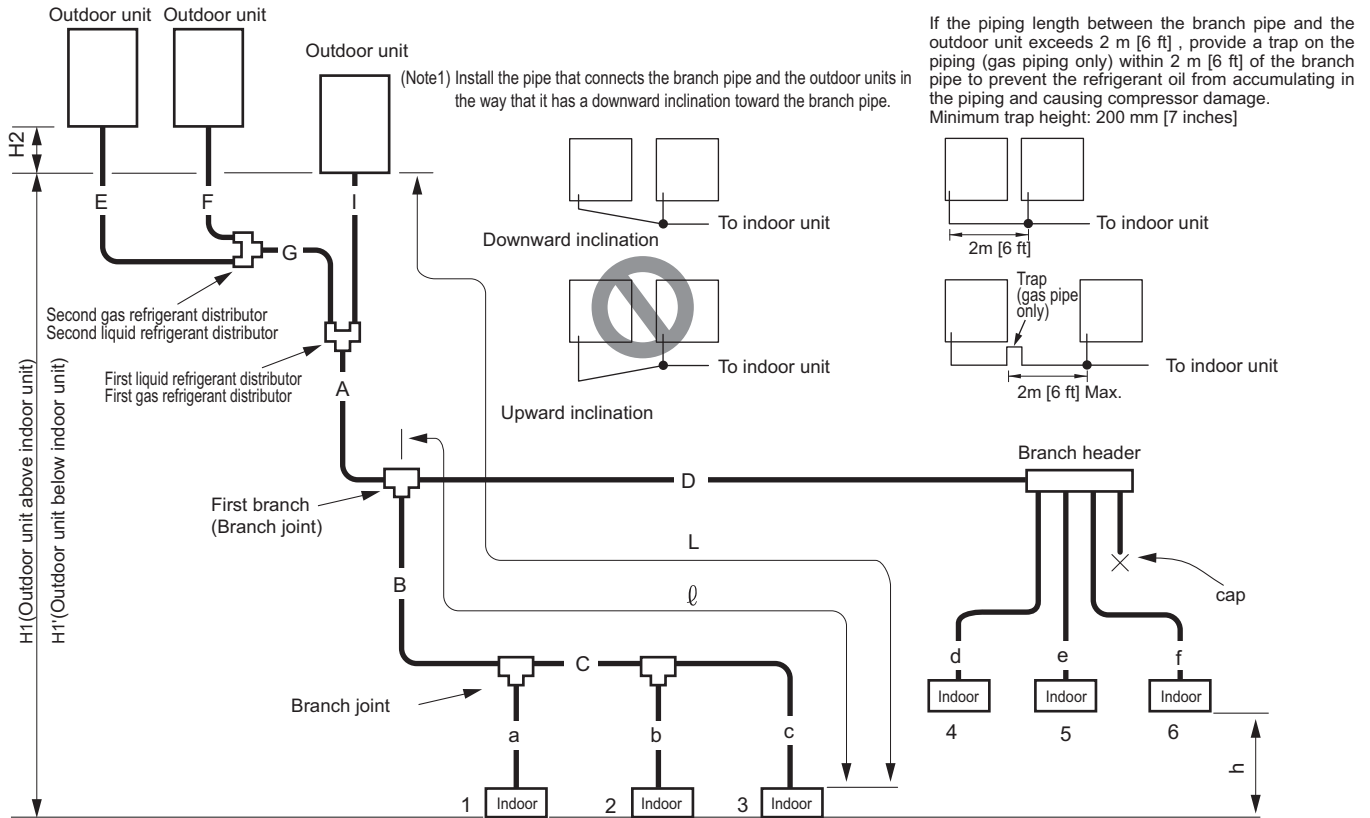 Outdoor unit Outdoor unit
Outdoor unit
(Note1) Install the pipe that connects the branch pipe and the outdoor units in
the way that it has a downward inclination toward the branch pipe.
If the piping length between the branch pipe and the
outdoor unit exceeds 2 m [6 ft] , provide a trap on the
piping (gas piping only) within 2 m [6 ft] of the branch
pipe to prevent the refrigerant oil from accumulating in
the piping and causing compressor damage.
Minimum trap height: 200 mm [7 inches]
H2
E
F
I
G
To indoor unit
Downward inclination
To indoor unit
2m [6 ft]
Second gas refrigerant distributor
Second liquid refrigerant distributor
Trap
(gas pipe
only)
To indoor unit
Upward inclination
To indoor unit
2m [6 ft] Max.
First liquid refrigerant distributor
First gas refrigerant distributor
A
H1(Outdoor unit above indoor unit)
H1'(Outdoor unit below indoor unit)
Branch header
D
First branch
(Branch joint)
L
B
ℓ
cap
C
Branch joint
a
b
c
d
e
f
Indoor
Indoor
Indoor
4
5
6
h
1 Indoor
2 Indoor
3 Indoor